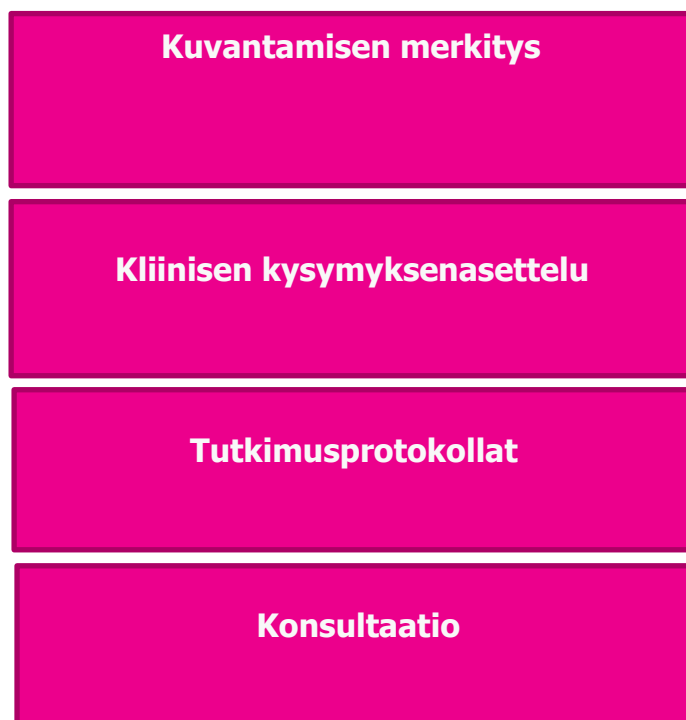 Kuvantamisen merkitys
Kliinisen kysymyksenasettelu
Tutkimusprotokollat
Konsultaatio